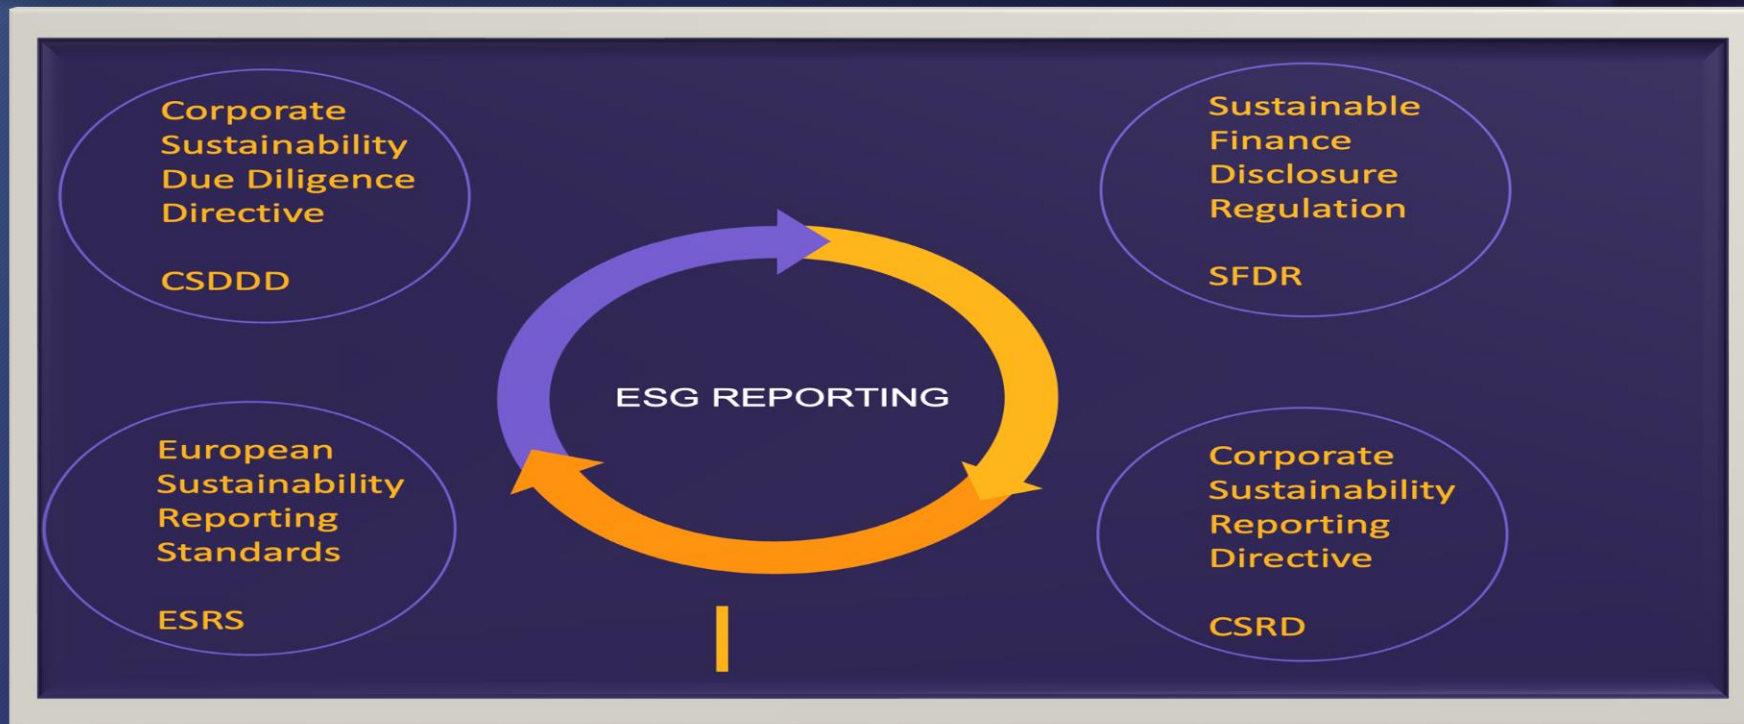 Corporate
Sustainability
Due Diligence
Directive
CSDDD
Sustainable
Finance
Disclosure
Regulation
SFDR
ESG REPORTING
European
Sustainability
Reporting
Standards
ESRS
Corporate
Sustainability
Reporting
Directive
CSRD